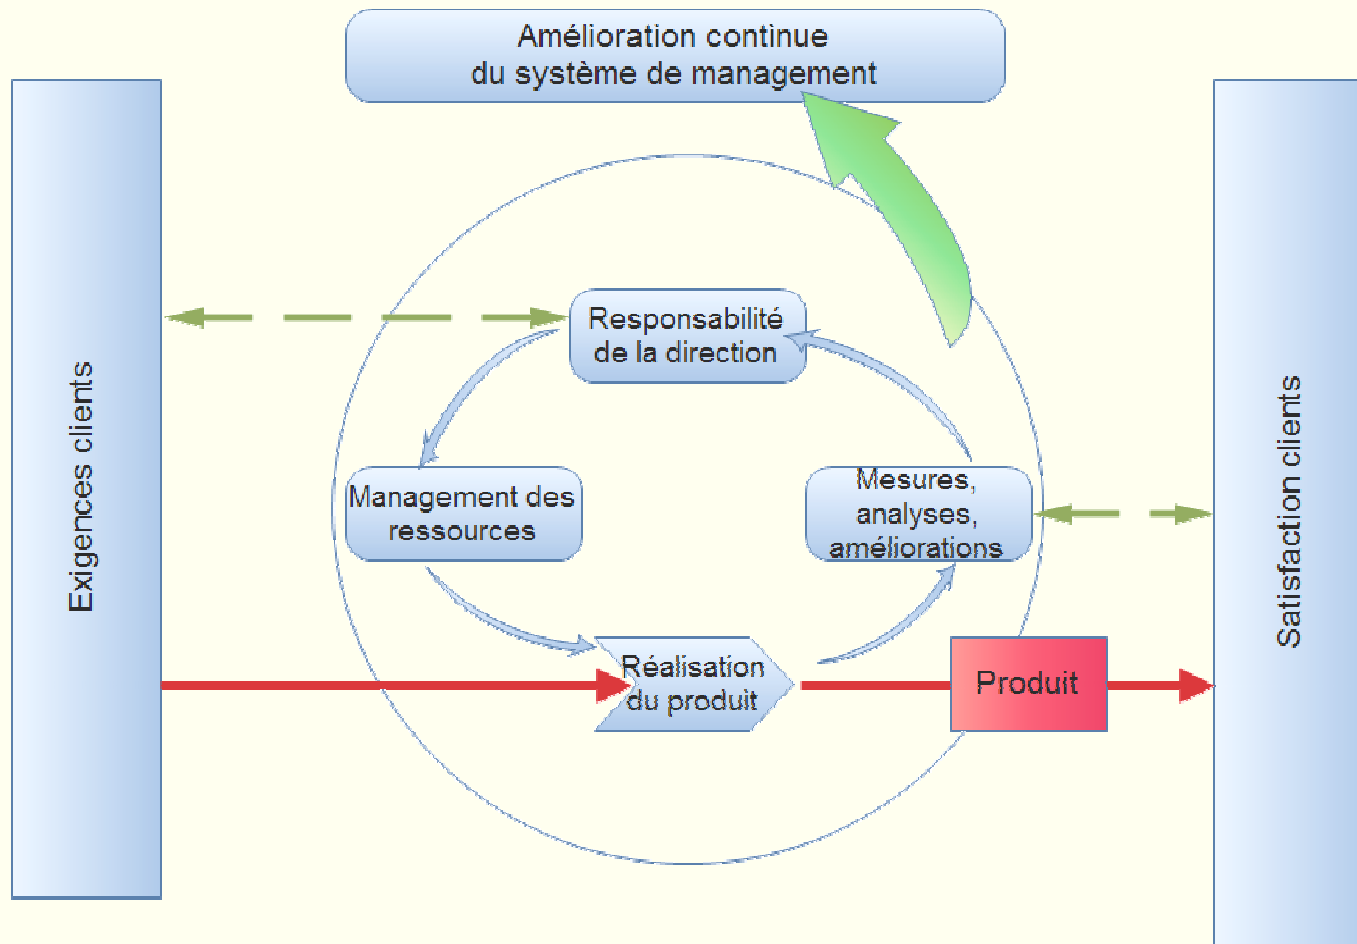 Amélioration continue
du système de management
Exigences clients
Responsabilité
de la direction
Management des
ressources
Mesures,
analyses,
améliorations
Réalisation
du produit
Produit
Satisfaction clients